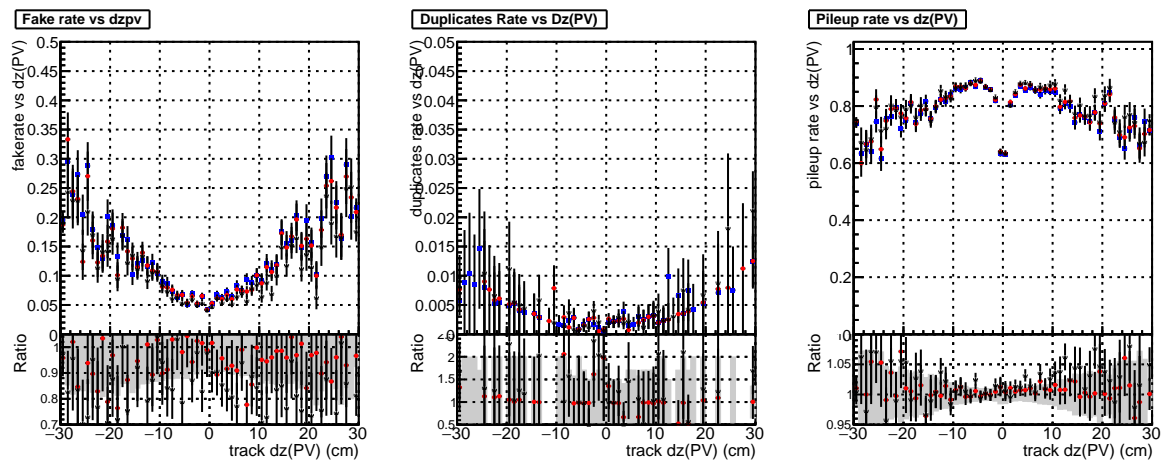 Fake rate vs dzpv
fakerate vs dz(PV)
0.5
0.45
0.4
0.35
0.3
0.25
0.2
0.15
0.1
0.05
0
Ratio
0.9
0.8
0.7
−30 −20 −10 0 10 20 30
track dz(PV) (cm)
Duplicates Rate vs Dz(PV)
duplicates rate vs dz(PV)
0.05
0.045
0.04
0.035
0.03
0.025
0.02
0.015
0.01
0.005
0
Ratio
2
1.5
1
0.5
−30 −20 −10 0 10 20 30
track dz(PV) (cm)
Pileup rate vs dz(PV)
pileup rate vs dz(PV)
1
0.8
0.6
0.4
0.2
0
Ratio
1.05
1
0.95
−30 −20 −10 0 10 20 30
track dz(PV) (cm)